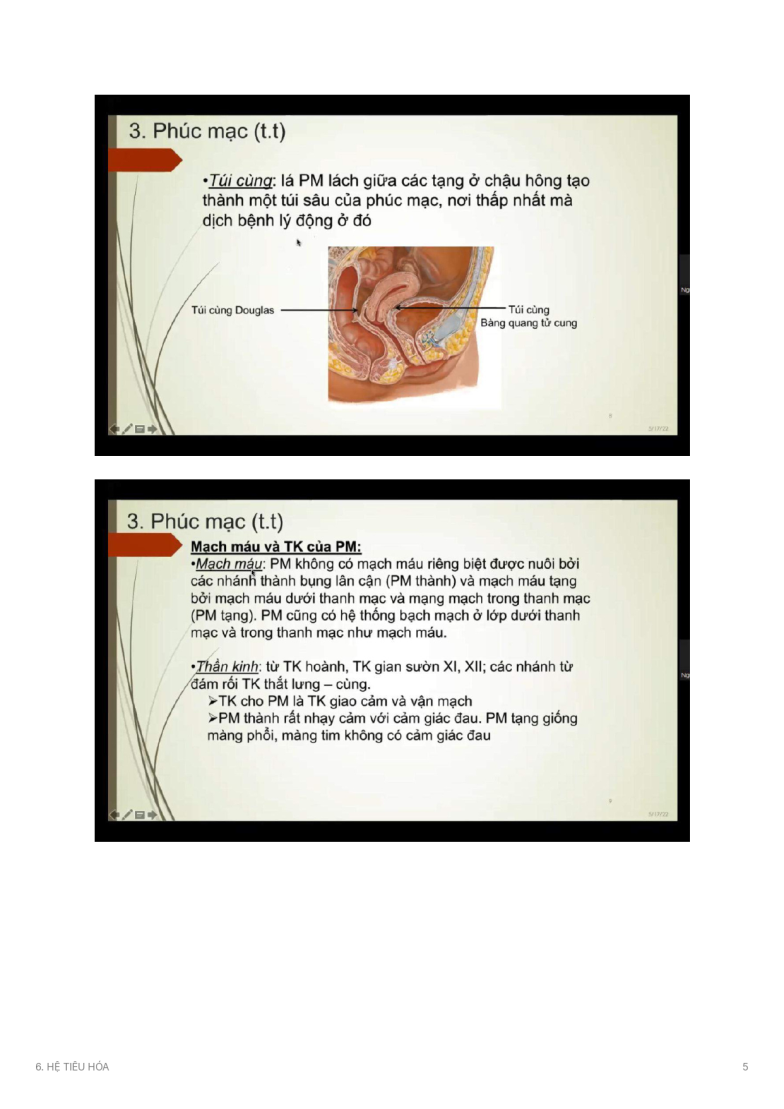 3. Phúc mạc (t.t)
•Túi cùng: lá PM lách giữa các tạng ở chậu hông tạo
thành một túi sâu của phúc mạc, nơi thấp nhất mà
dịch bệnh lý động ở đó
Túi cùng Douglas
Túi cùng
Bàng quang tử cung
Ng
3. Phúc mạc (t.t)
Mạch máu và TK của PM:
•Mạch máu: PM không có mạch máu riêng biệt được nuôi bởi
các nhánh thành bụng lân cận (PM thành) và mạch máu tạng
bởi mạch máu dưới thanh mạc và mạng mạch trong thanh mạc
(PM tạng). PM cũng có hệ thống bạch mạch ở lớp dưới thanh
mạc và trong thanh mạc như mạch máu.
•Thần kinh: từ TK hoành, TK gian sườn XI, XII; các nhánh từ
đám rối TK thắt lưng – cùng.
➢TK cho PM là TK giao cảm và vận mạch
➢PM thành rất nhạy cảm với cảm giác đau. PM tạng giống
màng phổi, màng tim không có cảm giác đau
Ng
6. HỆ TIÊU HÓA
5